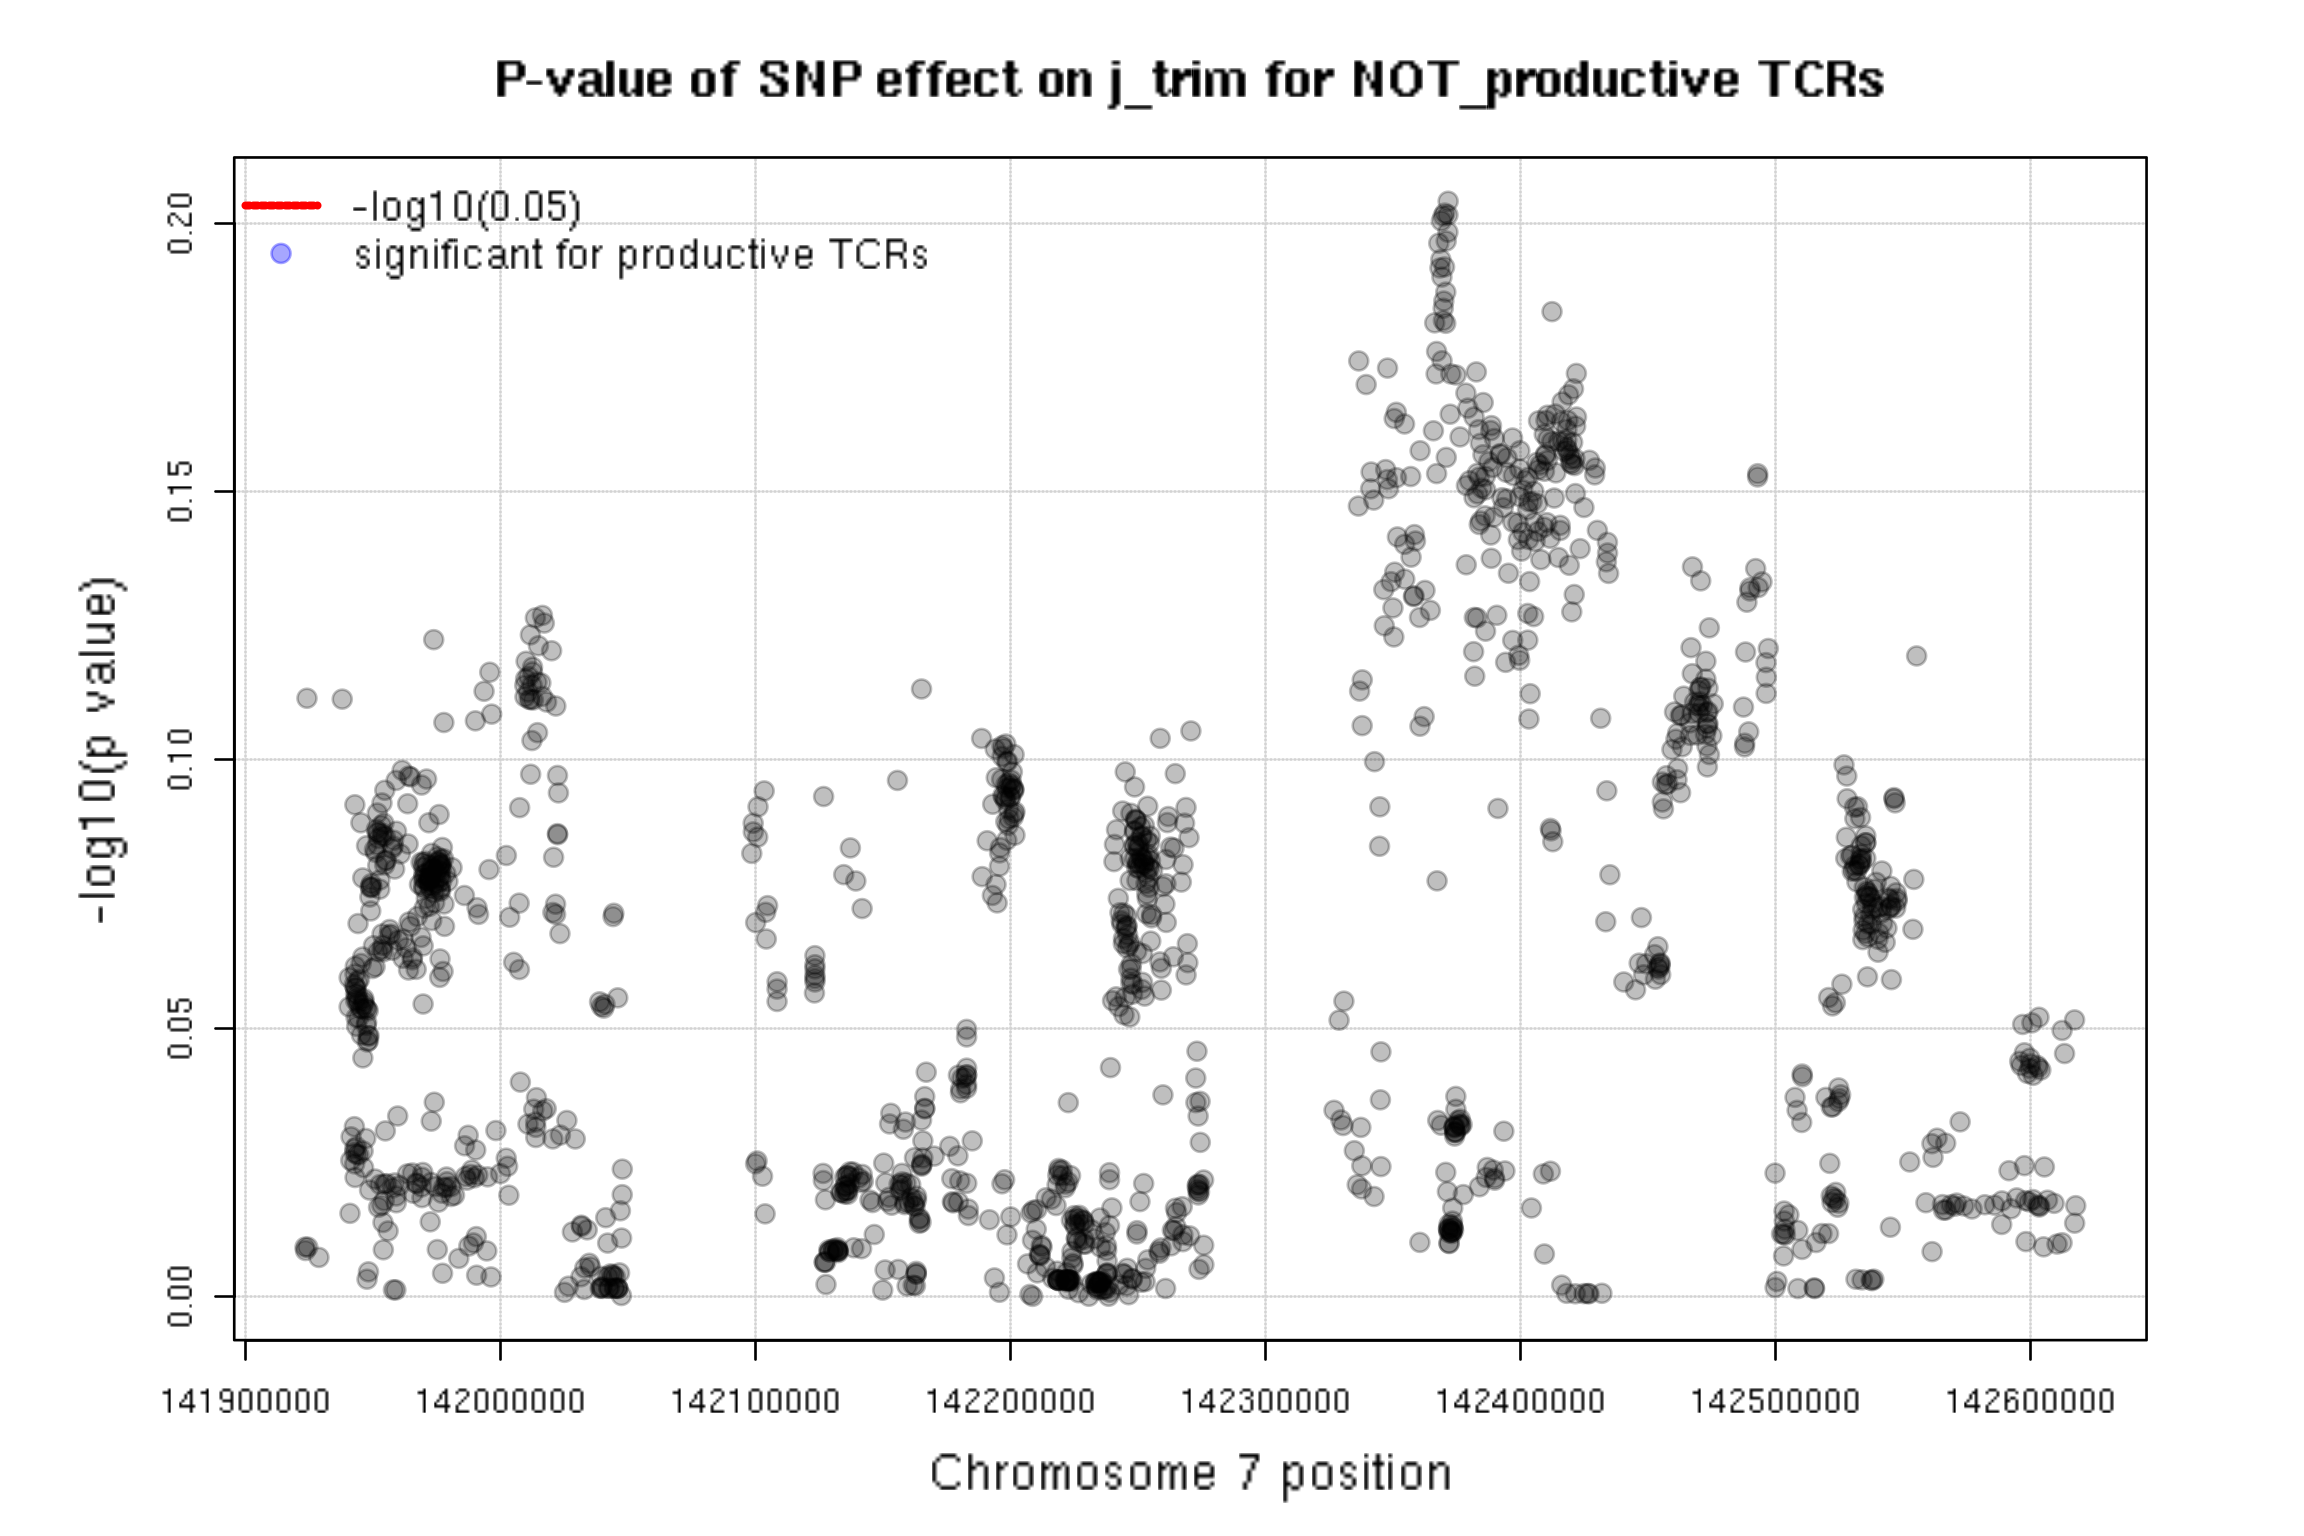 P-value of SNP effect on j_trim for NOT_productive TCRs
-log10(0.05)
significant for productive TCRs
-log10(p value)
0.20
0.15
0.10
0.05
0.00
141900000 142000000 142100000 142200000 142300000 142400000 142500000 142600000
Chromosome 7 position